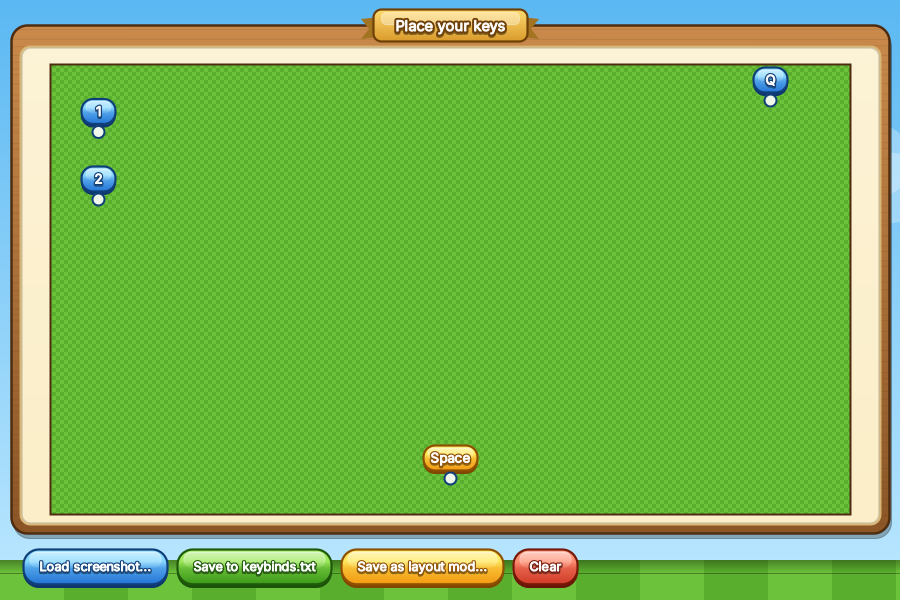 Place your keys
Q
1
2
Space
Load screenshot...
Save to keybinds.txt
Save as layout mod...
Clear